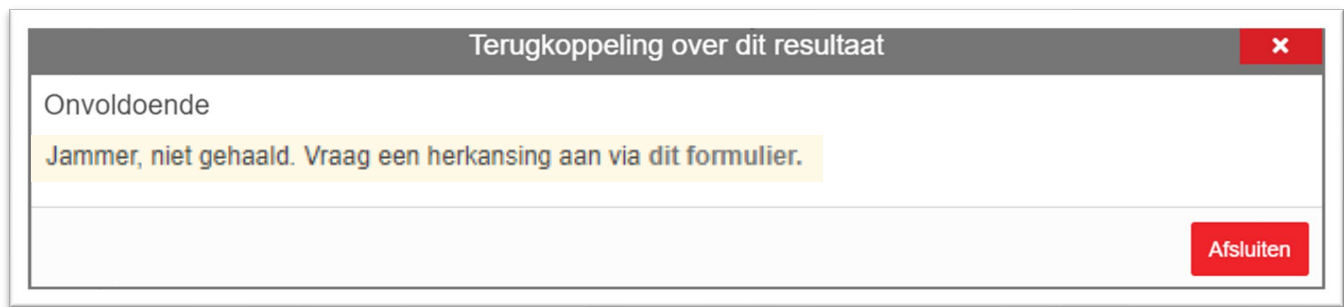 Terugkoppeling over dit resultaat
Onvoldoende
Jammer, niet gehaald. Vraag een herkansing aan via dit formulier.
Afsluiten